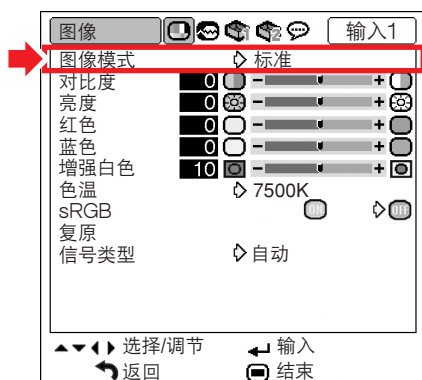 图像 输入1
图像模式 标准
对比度 0 − +
亮度 0 − +
红色 0 − +
蓝色 0 − +
增强白色 10 − +
色温 7500K
sRGB ON OFF
复原
信号类型 自动
选择/调节 输入
返回 结束